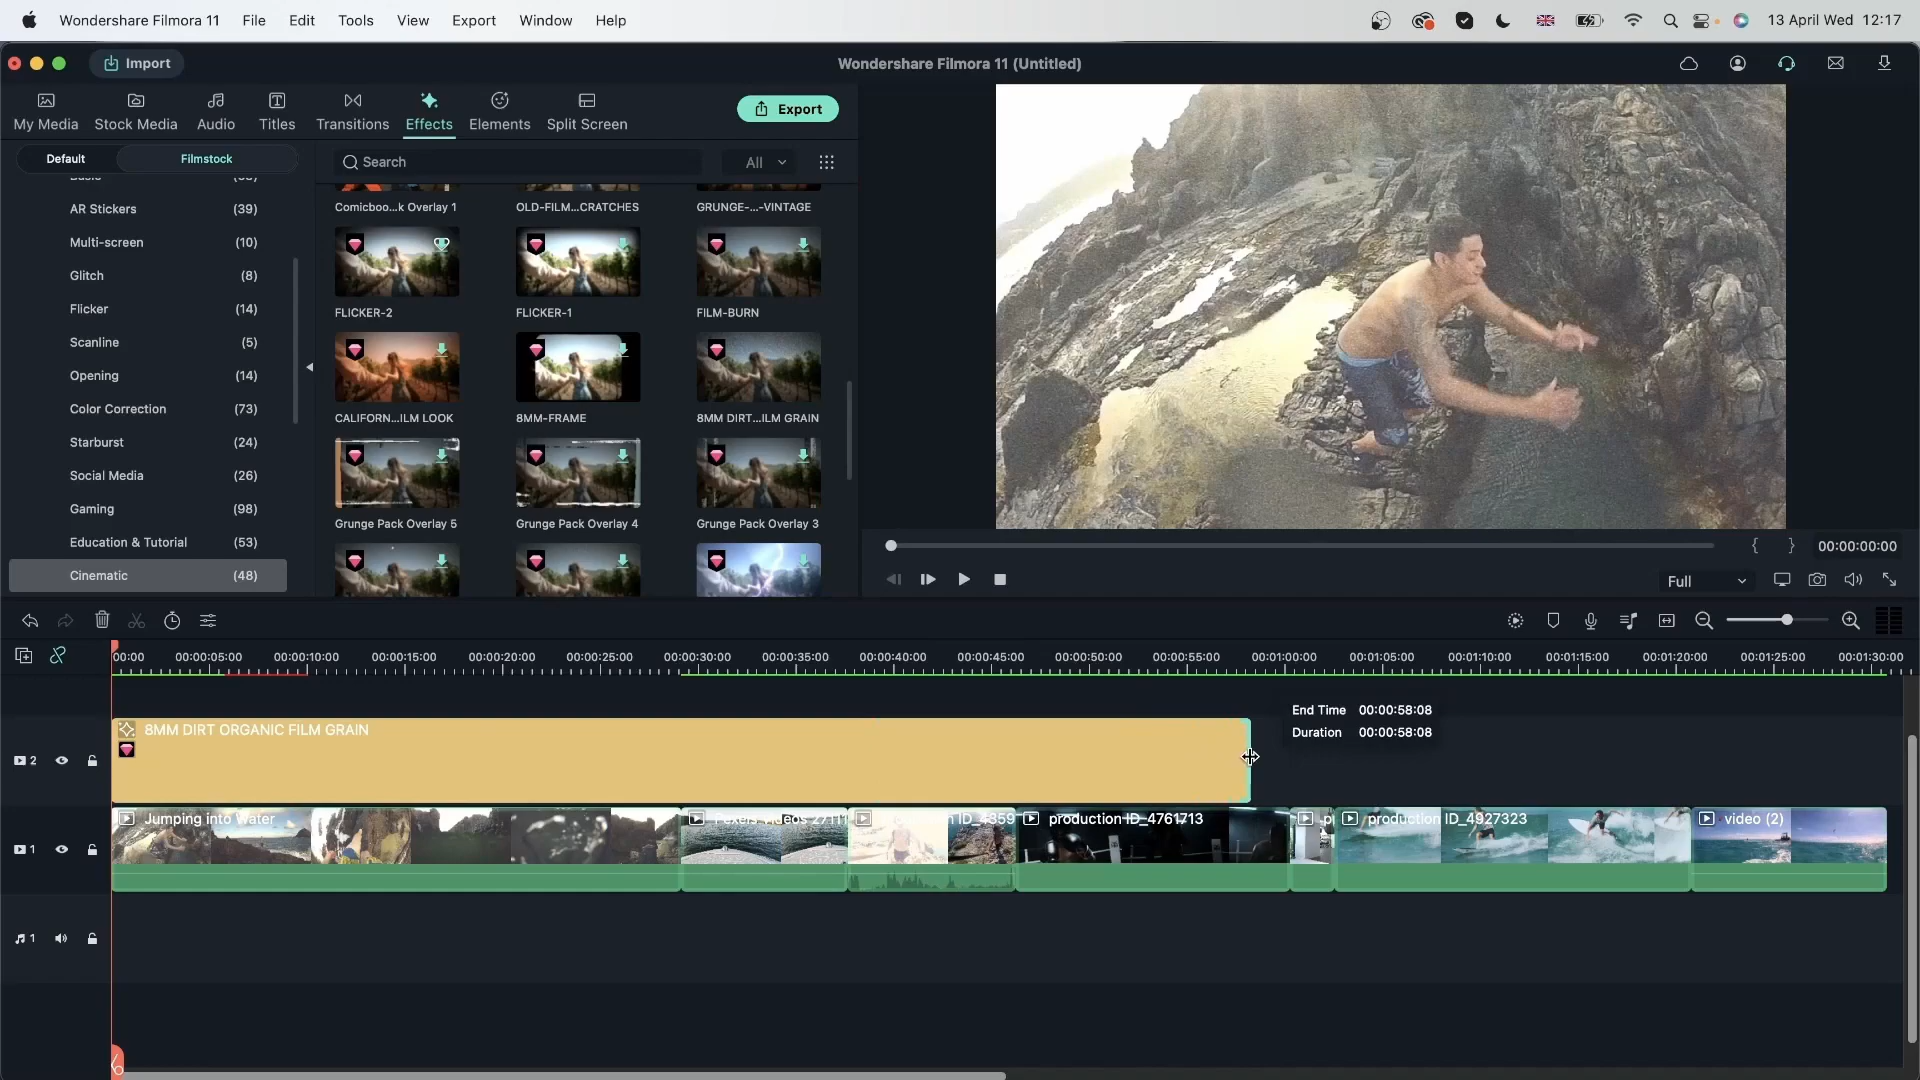 Wondershare Filmora 11 File Edit Tools View Export Window Help 13 April Wed 12:17
Import Wondershare Filmora 11 (Untitled)
My Media Stock Media Audio Titles Transitions Effects Elements Split Screen Export
Default Filmstock Search All
AR Stickers (39)
Multi-screen (10)
Glitch (8)
Flicker (14)
Scanline (5)
Opening (14)
Color Correction (73)
Starburst (24)
Social Media (26)
Gaming (98)
Education & Tutorial (53)
Cinematic (48)
Comicboo...k Overlay 1 OLD-FILM...CRATCHES GRUNGE-...-VINTAGE
FLICKER-2 FLICKER-1 FILM-BURN
CALIFORN...ILM LOOK 8MM-FRAME 8MM DIRT...ILM GRAIN
Grunge Pack Overlay 5 Grunge Pack Overlay 4 Grunge Pack Overlay 3
{ } 00:00:00:00
Full
00:00 00:00:05:00 00:00:10:00 00:00:15:00 00:00:20:00 00:00:25:00 00:00:30:00 00:00:35:00 00:00:40:00 00:00:45:00 00:00:50:00 00:00:55:00 00:01:00:00 00:01:05:00 00:01:10:00 00:01:15:00 00:01:20:00 00:01:25:00 00:01:30:00
End Time 00:00:58:08
Duration 00:00:58:08
8MM DIRT ORGANIC FILM GRAIN
2
Jumping into Water ID_4359 production ID_4761713 production ID_4927323 video (2)
1
1